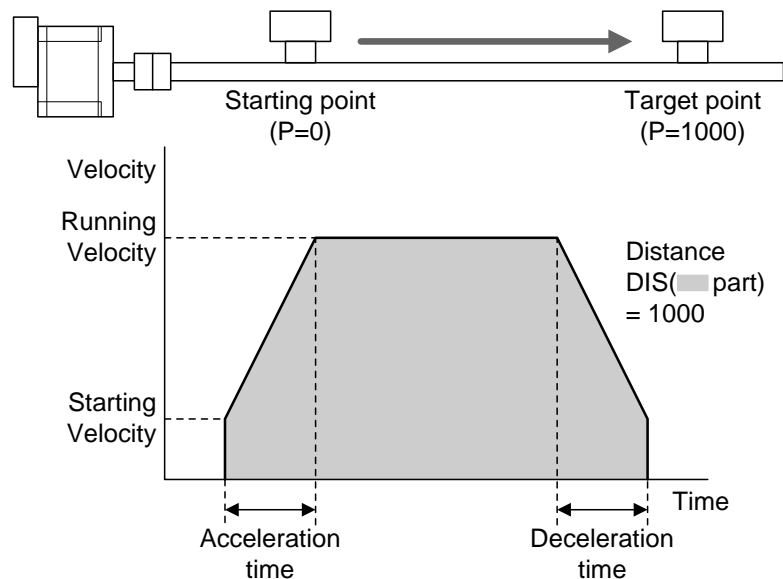 Starting point
(P=0)
Target point
(P=1000)
Velocity
Running
Velocity
Distance
DIS( part)
= 1000
Starting
Velocity
Time
Acceleration
time
Deceleration
time